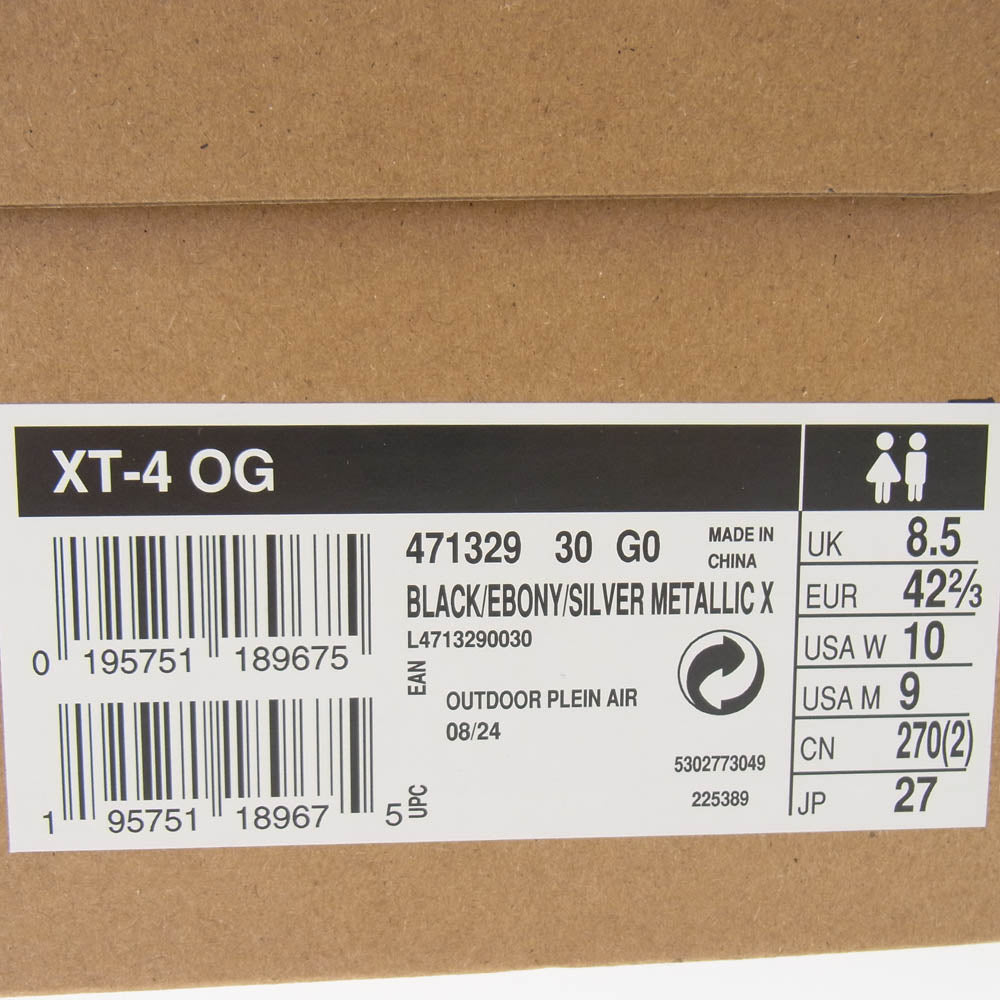 XT-4 OG
471329 30 G0
MADE IN
CHINA
BLACK/EBONY/SILVER METALLIC X
L4713290030
EAN
0 195751 189675
OUTDOOR PLEIN AIR
08/24
5302773049
225389
UPC
1 95751 18967 5
UK 8.5
EUR 42⅔
USA W 10
USA M 9
CN 270(2)
JP 27